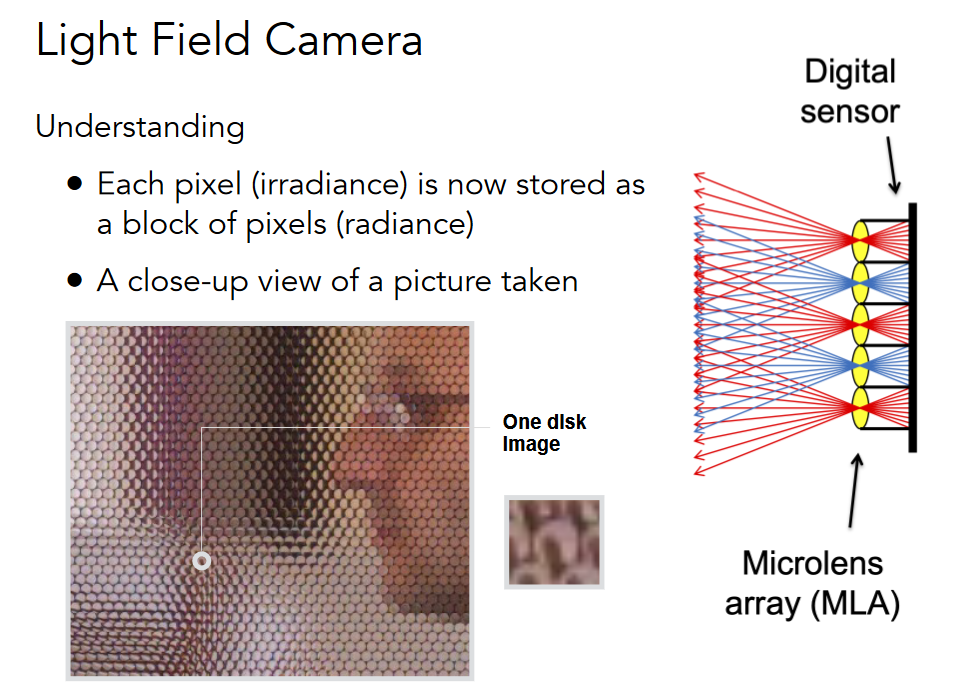 Light Field Camera
Digital
sensor
Understanding
• Each pixel (irradiance) is now stored as
a block of pixels (radiance)
• A close-up view of a picture taken
One disk
Image
Microlens
array (MLA)